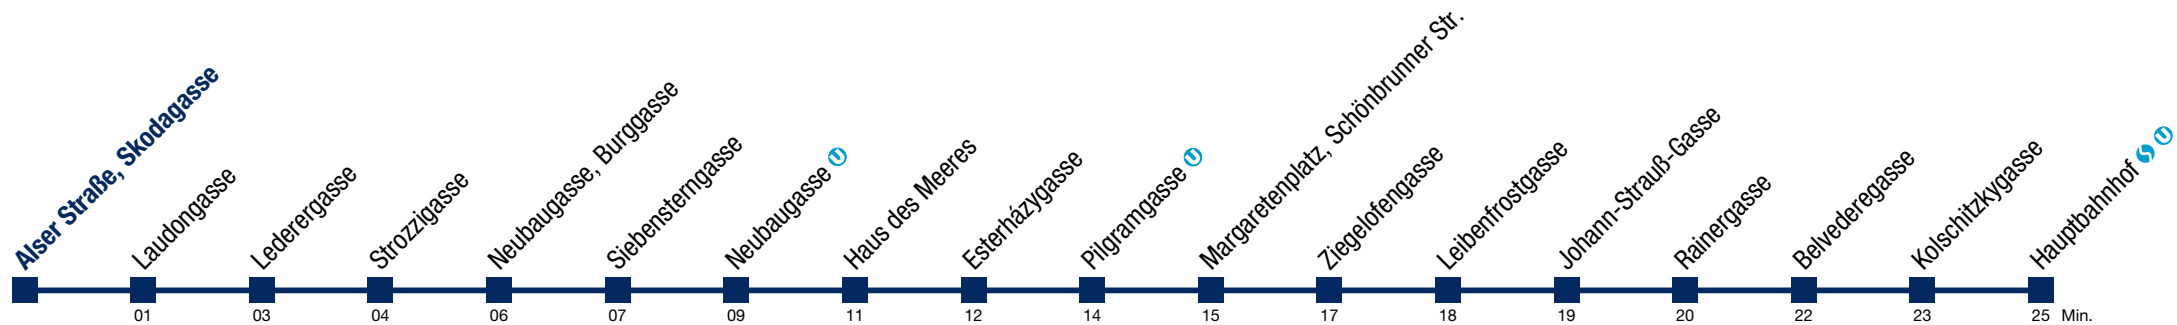 Alser Straße, Skodagasse
Laudongasse
Lederergasse
Strozzigasse
Neubaugasse, Burggasse
Siebensterngasse
Neubaugasse U
Haus des Meeres
Esterházygasse
Pilgramgasse U
Margaretenplatz, Schönbrunner Str.
Ziegelofengasse
Leibenfrostgasse
Johann-Strauß-Gasse
Rainergasse
Belvederegasse
Kolschitzkygasse
Hauptbahnhof S U
01 03 04 06 07 09 11 12 14 15 17 18 19 20 22 23 25 Min.